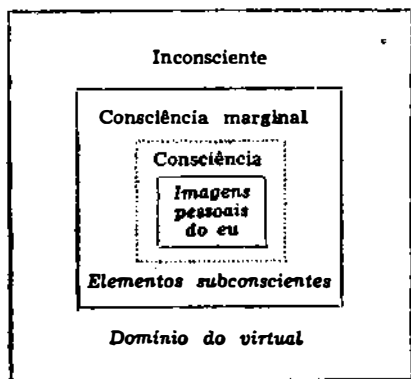 Inconsciente
Consciência marginal
Consciência
Imagens
pessoais
do eu
Elementos subconscientes
Domínio do virtual